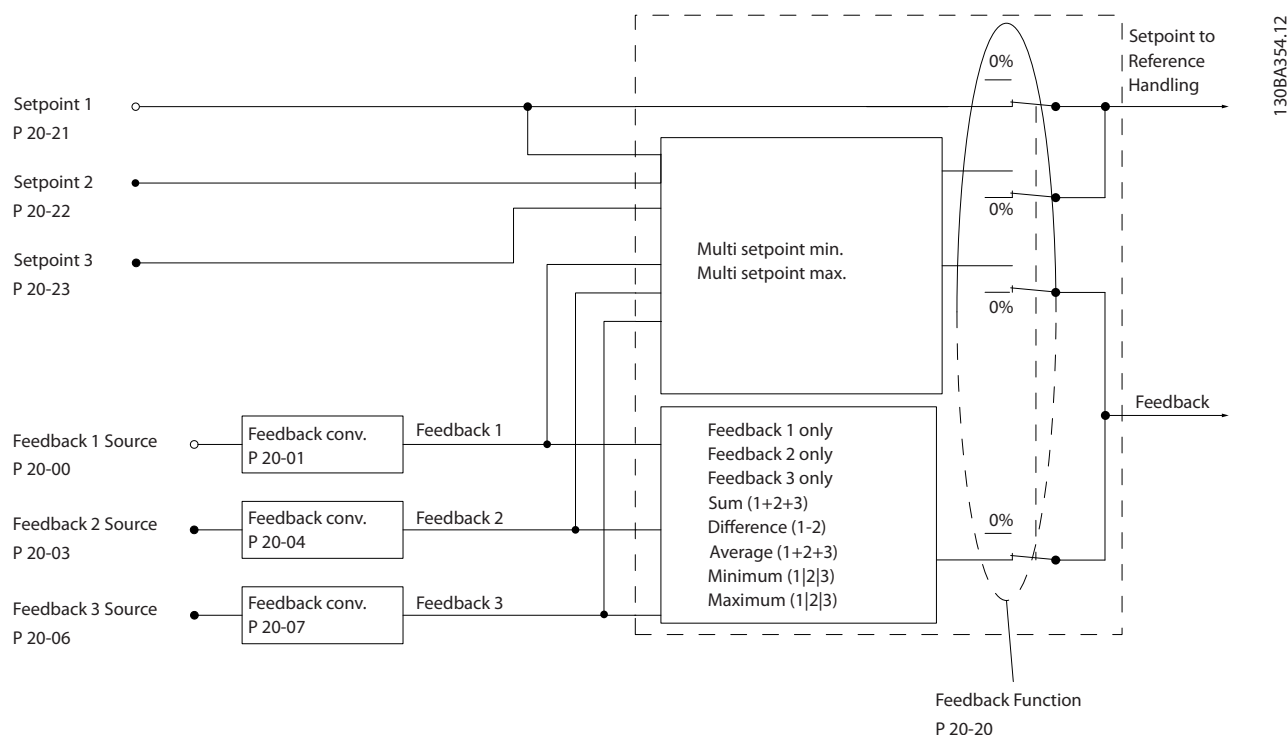 130BA354.12
Setpoint to
Reference
Handling
0%
Setpoint 1
P 20-21
Setpoint 2
P 20-22
0%
Setpoint 3
P 20-23
Multi setpoint min.
Multi setpoint max.
0%
Feedback
Feedback 1 Source
P 20-00
Feedback conv.
P 20-01
Feedback 1
Feedback 2 Source
P 20-03
Feedback conv.
P 20-04
Feedback 2
Feedback 3 Source
P 20-06
Feedback conv.
P 20-07
Feedback 3
Feedback 1 only
Feedback 2 only
Feedback 3 only
Sum (1+2+3)
Difference (1-2)
Average (1+2+3)
Minimum (1|2|3)
Maximum (1|2|3)
0%
Feedback Function
P 20-20